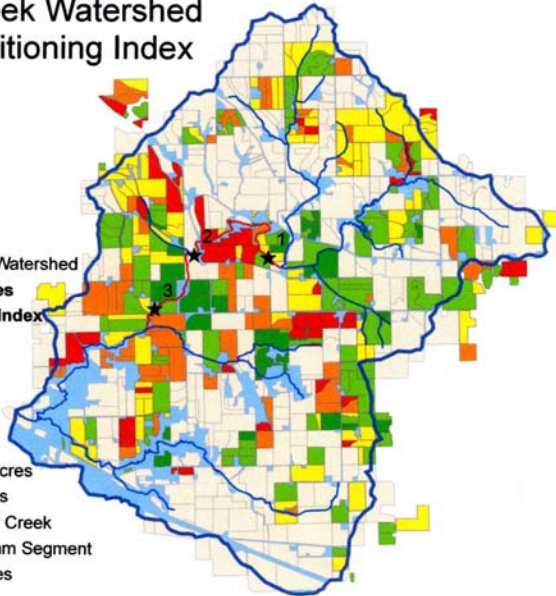 ek Watershed
itioning Index
Watershed
es
Index
cres
s
Creek
m Segment
es
1
2
3